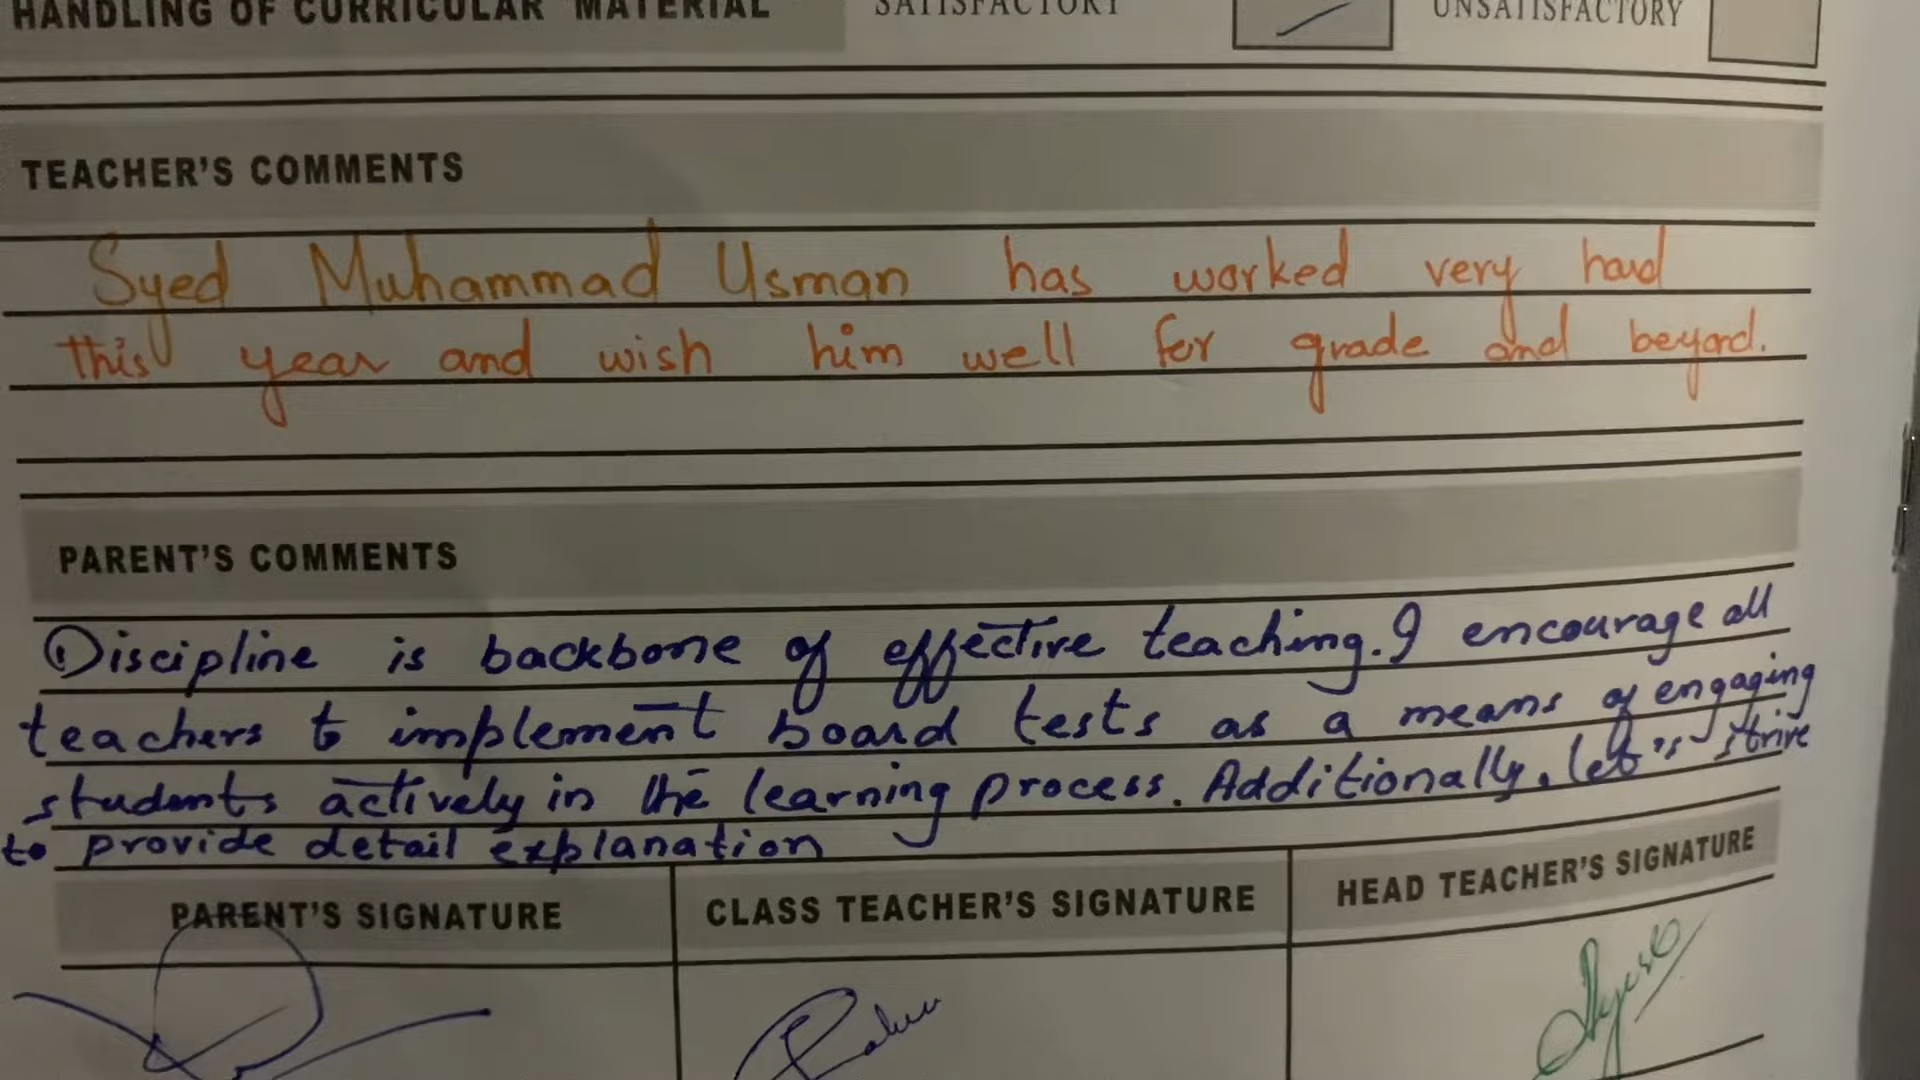 HANDLING OF CURRICULAR MATERIAL SATISFACTORY UNSATISFACTORY
TEACHER'S COMMENTS
Syed Muhammad Usman has worked very hard
this year and wish him well for grade and beyond.
PARENT'S COMMENTS
① Discipline is backbone of effective teaching. I encourage all
teachers to implement board tests as a means of engaging
students actively in the learning process. Additionally, let's strive
to provide detail explanation
PARENT'S SIGNATURE CLASS TEACHER'S SIGNATURE HEAD TEACHER'S SIGNATURE